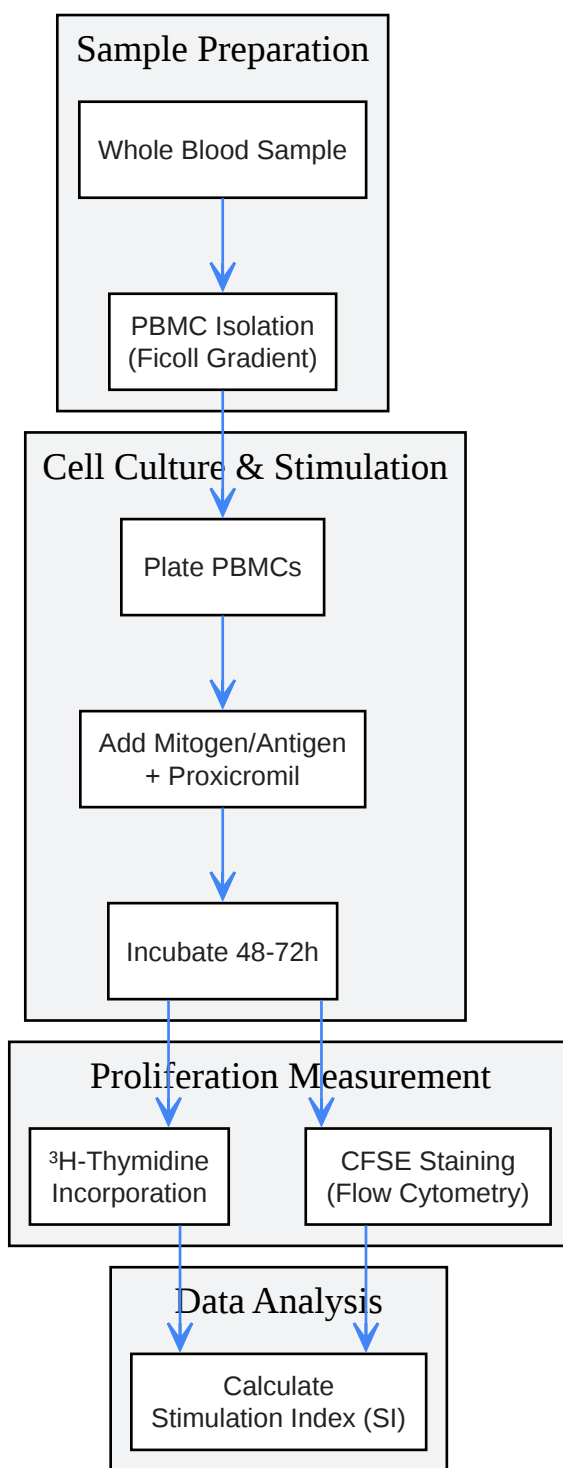 Sample Preparation
Whole Blood Sample
PBMC Isolation
(Ficoll Gradient)
Cell Culture & Stimulation
Plate PBMCs
Add Mitogen/Antigen
+ Proxicromil
Incubate 48-72h
Proliferation Measurement
³H-Thymidine
Incorporation
CFSE Staining
(Flow Cytometry)
Data Analysis
Calculate
Stimulation Index (SI)